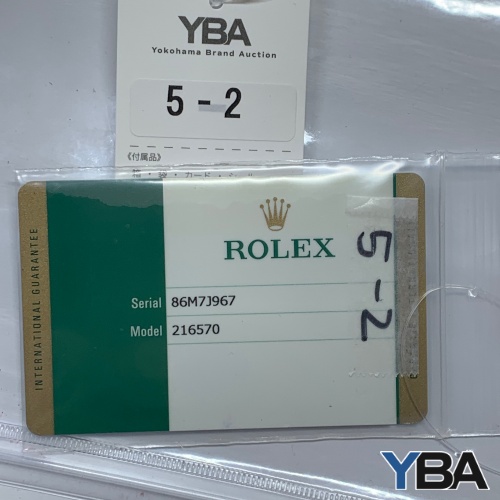 YBA
Yokohama Brand Auction
5 - 2
《付属品》
INTERNATIONAL GUARANTEE
ROLEX
Serial 86M7J967
Model 216570
5-2
YBA